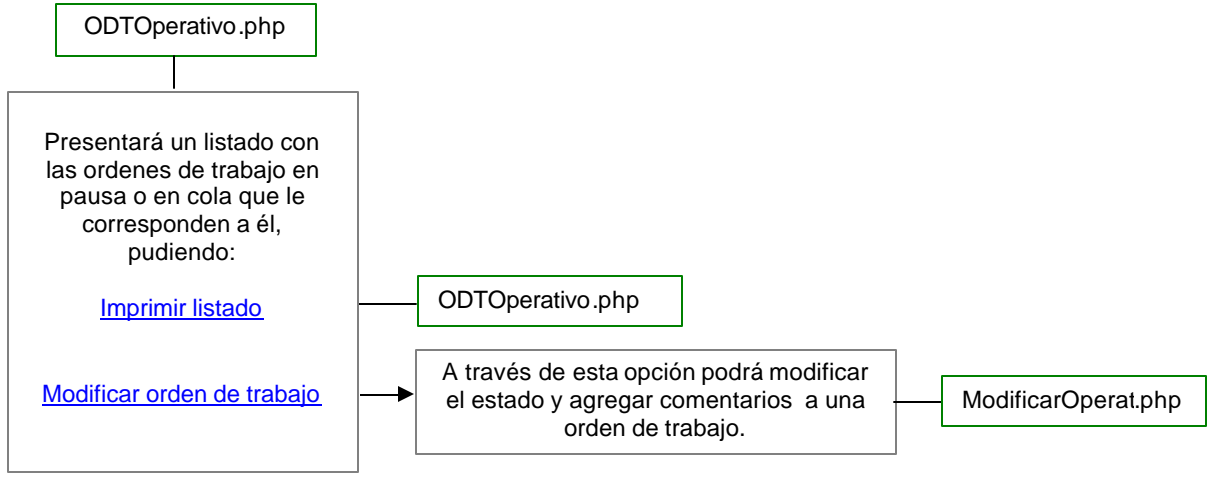 ODTOperativo.php
Presentará un listado con
las ordenes de trabajo en
pausa o en cola que le
corresponden a él,
pudiendo:
Imprimir listado
ODTOperativo.php
Modificar orden de trabajo
A través de esta opción podrá modificar
el estado y agregar comentarios a una
orden de trabajo.
ModificarOperat.php